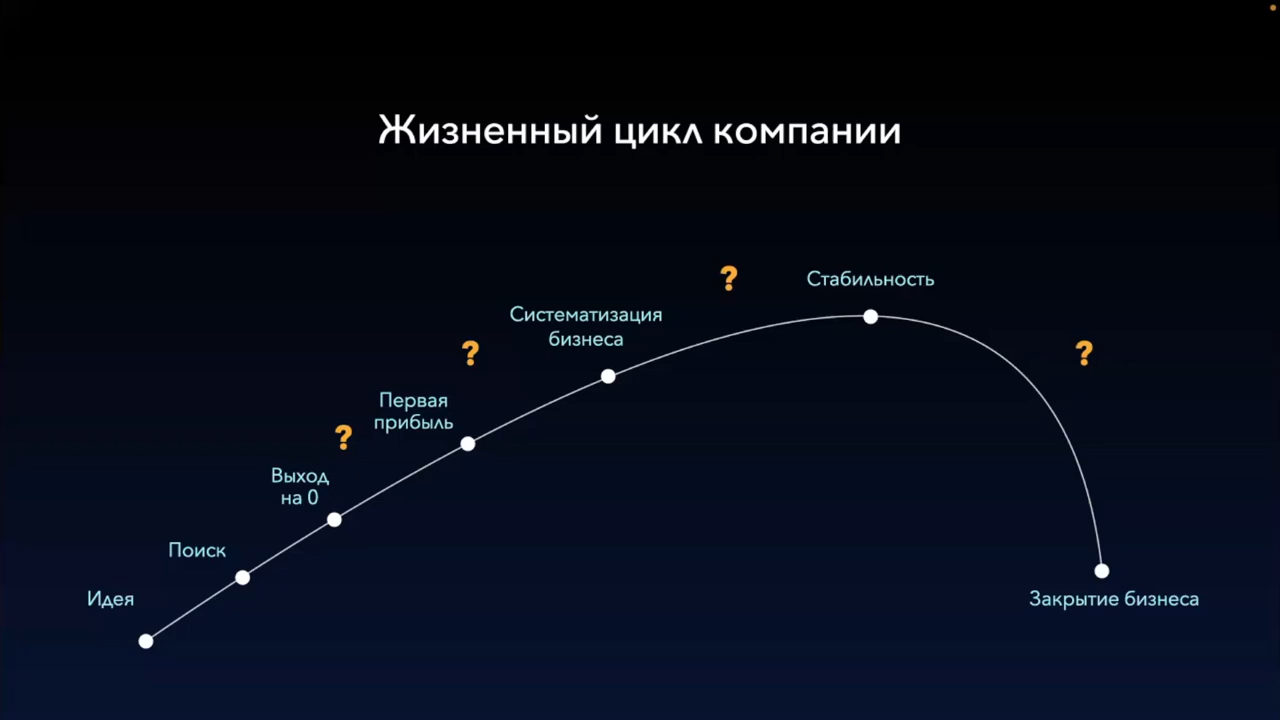 Жизненный цикл компании
?
Стабильность
Систематизация
бизнеса
?
?
Первая
прибыль
?
Выход
на 0
Поиск
Идея
Закрытие бизнеса